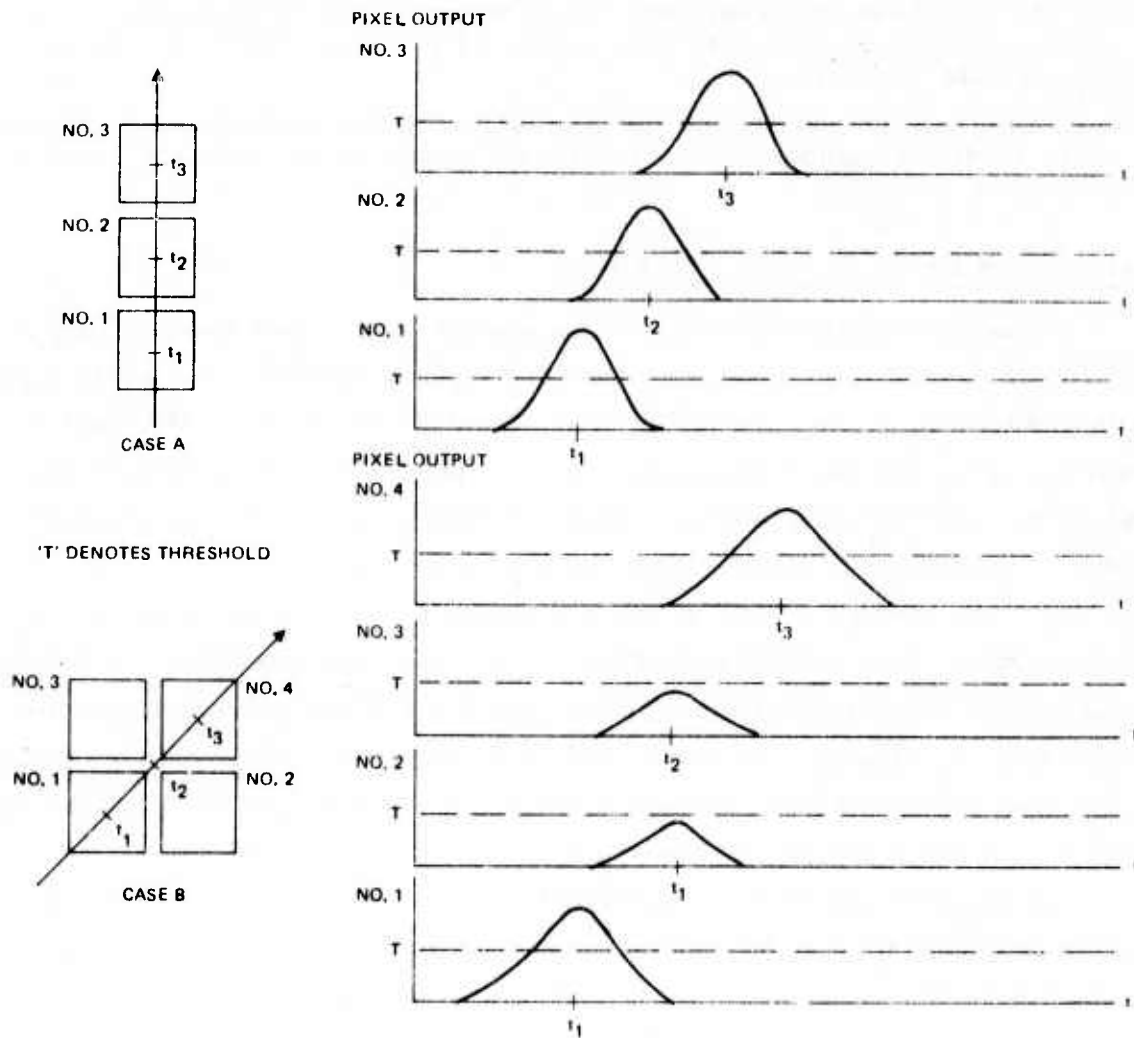 PIXEL OUTPUT
NO. 3
T
t
t3
NO. 2
T
t
t2
NO. 1
T
t
t1
NO. 3
t3
NO. 2
t2
NO. 1
t1
CASE A
'T' DENOTES THRESHOLD
PIXEL OUTPUT
NO. 4
T
t
t3
NO. 3
T
t
t2
NO. 2
T
t
t1
NO. 1
T
t
t1
NO. 3
NO. 4
t3
NO. 1
NO. 2
t2
t1
CASE B